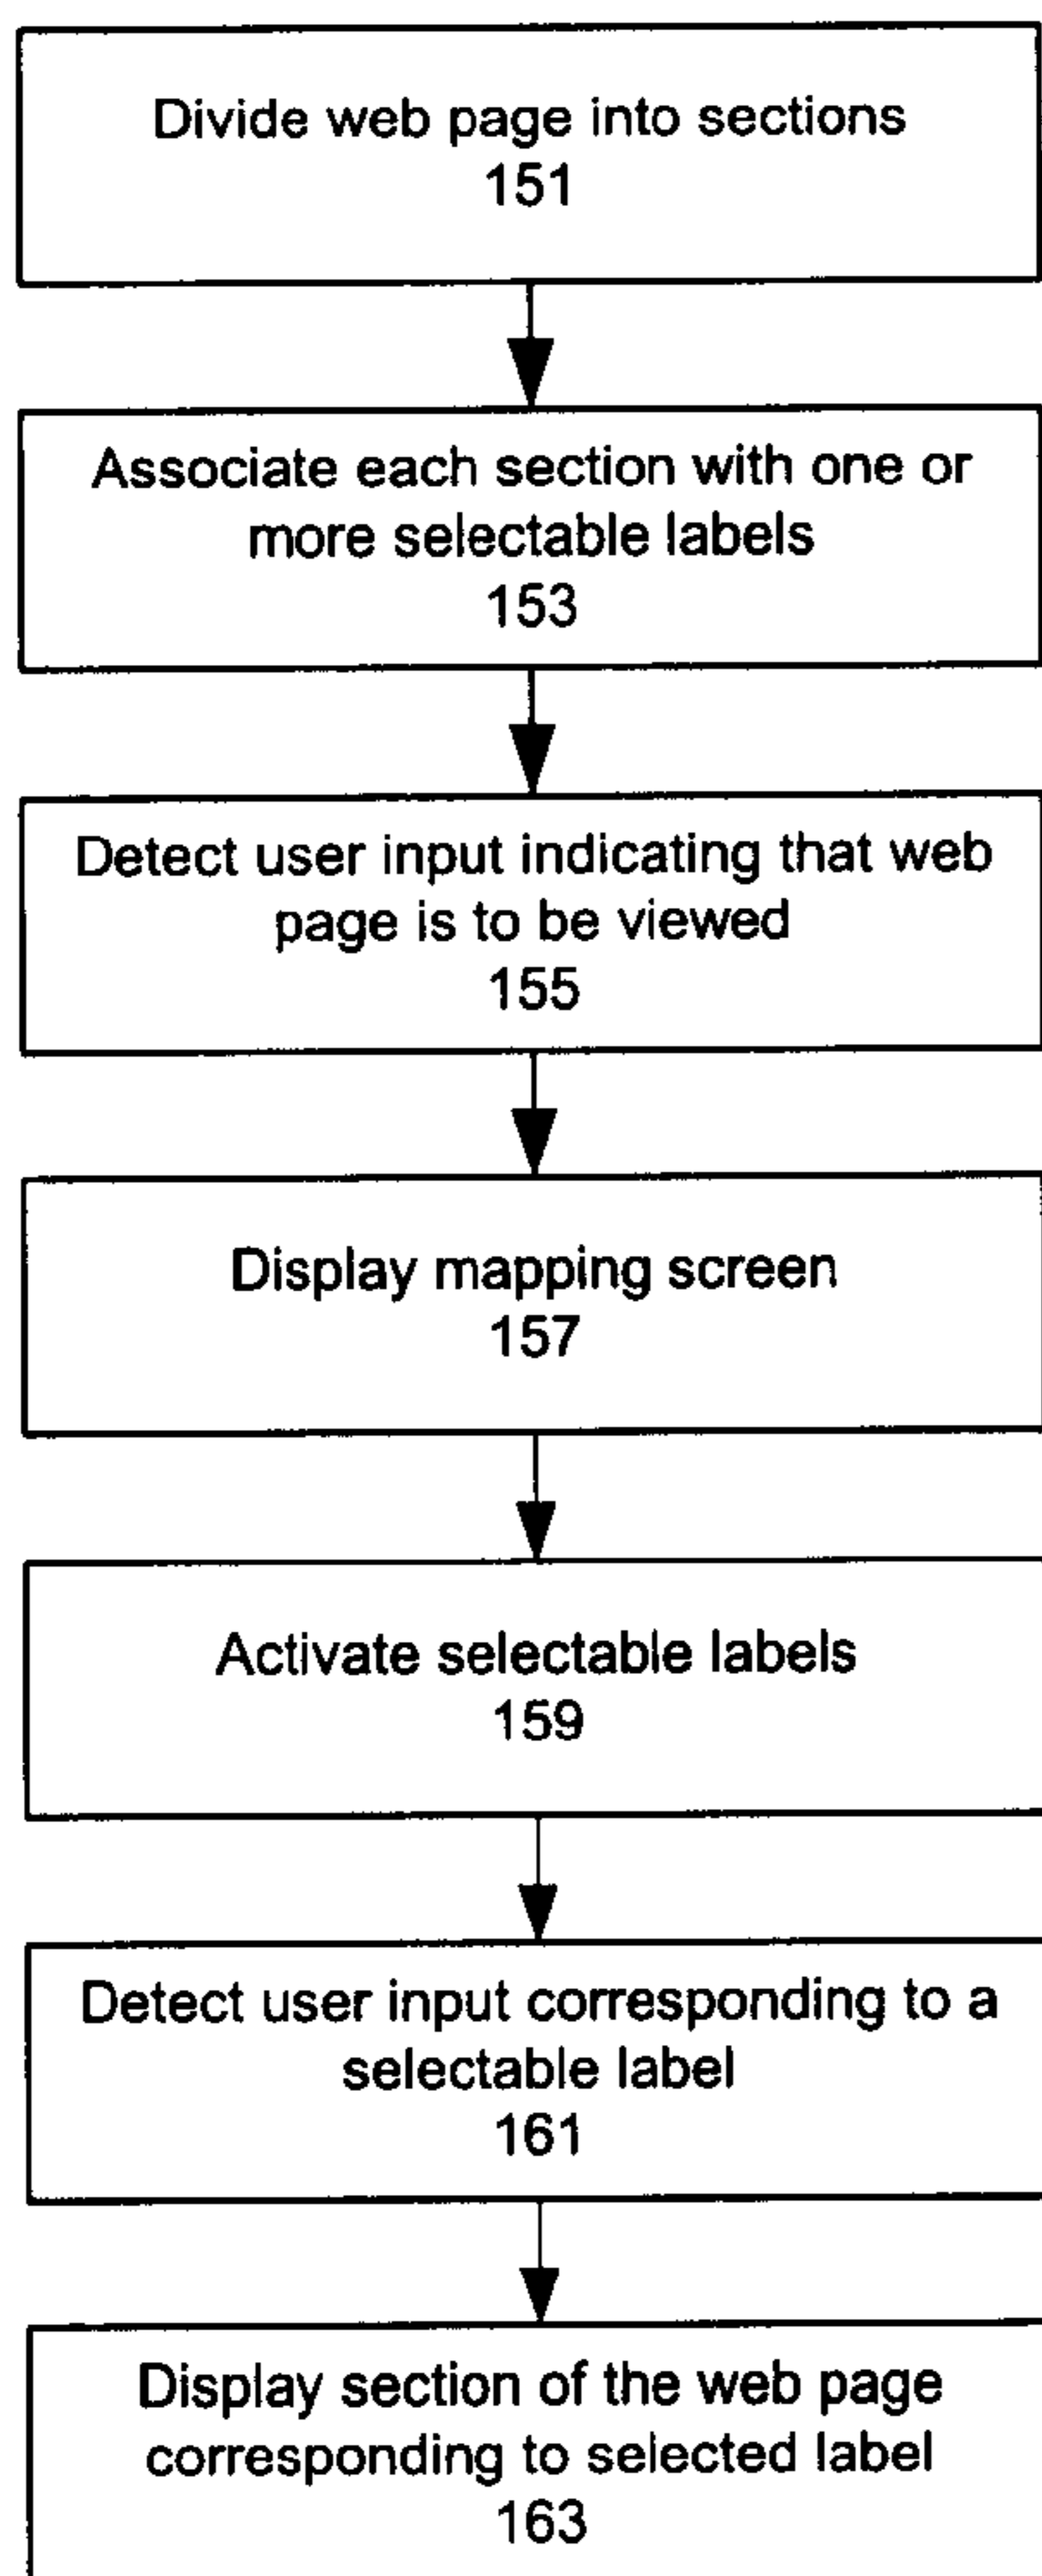 Divide web page into sections
151
Associate each section with one or
more selectable labels
153
Detect user input indicating that web
page is to be viewed
155
Display mapping screen
157
Activate selectable labels
159
Detect user input corresponding to a
selectable label
161
Display section of the web page
corresponding to selected label
163